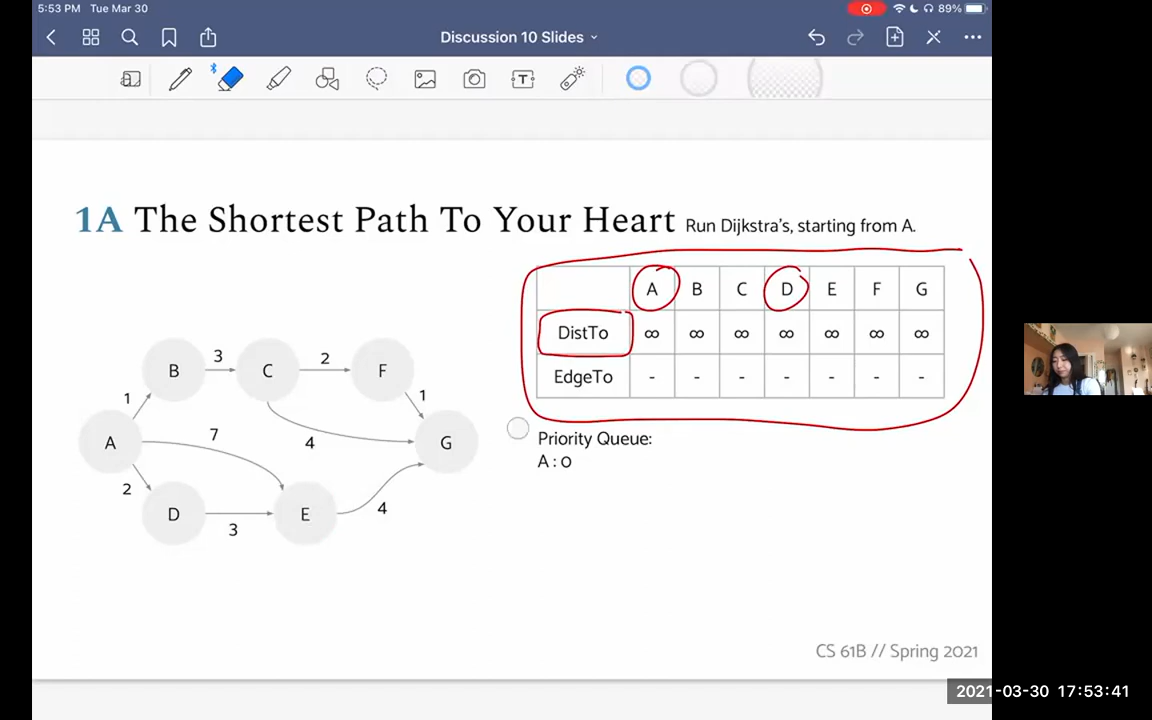 5:53 PM Tue Mar 30
89%
Discussion 10 Slides
1A The Shortest Path To Your Heart Run Dijkstra's, starting from A.
A B C D E F G
DistTo ∞ ∞ ∞ ∞ ∞ ∞ ∞
EdgeTo - - - - - - -
Priority Queue:
A : 0
B 3 C 2 F
1 1
A 7 4 G
2
D 3 E 4
CS 61B // Spring 2021
2021-03-30 17:53:41